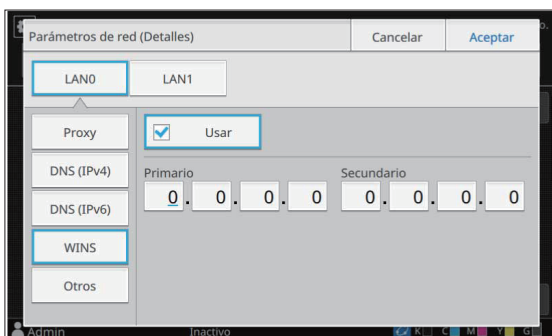 Parámetros de red (Detalles) Cancelar Aceptar
LAN0 LAN1
Proxy Usar
DNS (IPv4) Primario Secundario
DNS (IPv6) 0 . 0 . 0 . 0 0 . 0 . 0 . 0
WINS
Otros
Admin Inactivo K C M Y G